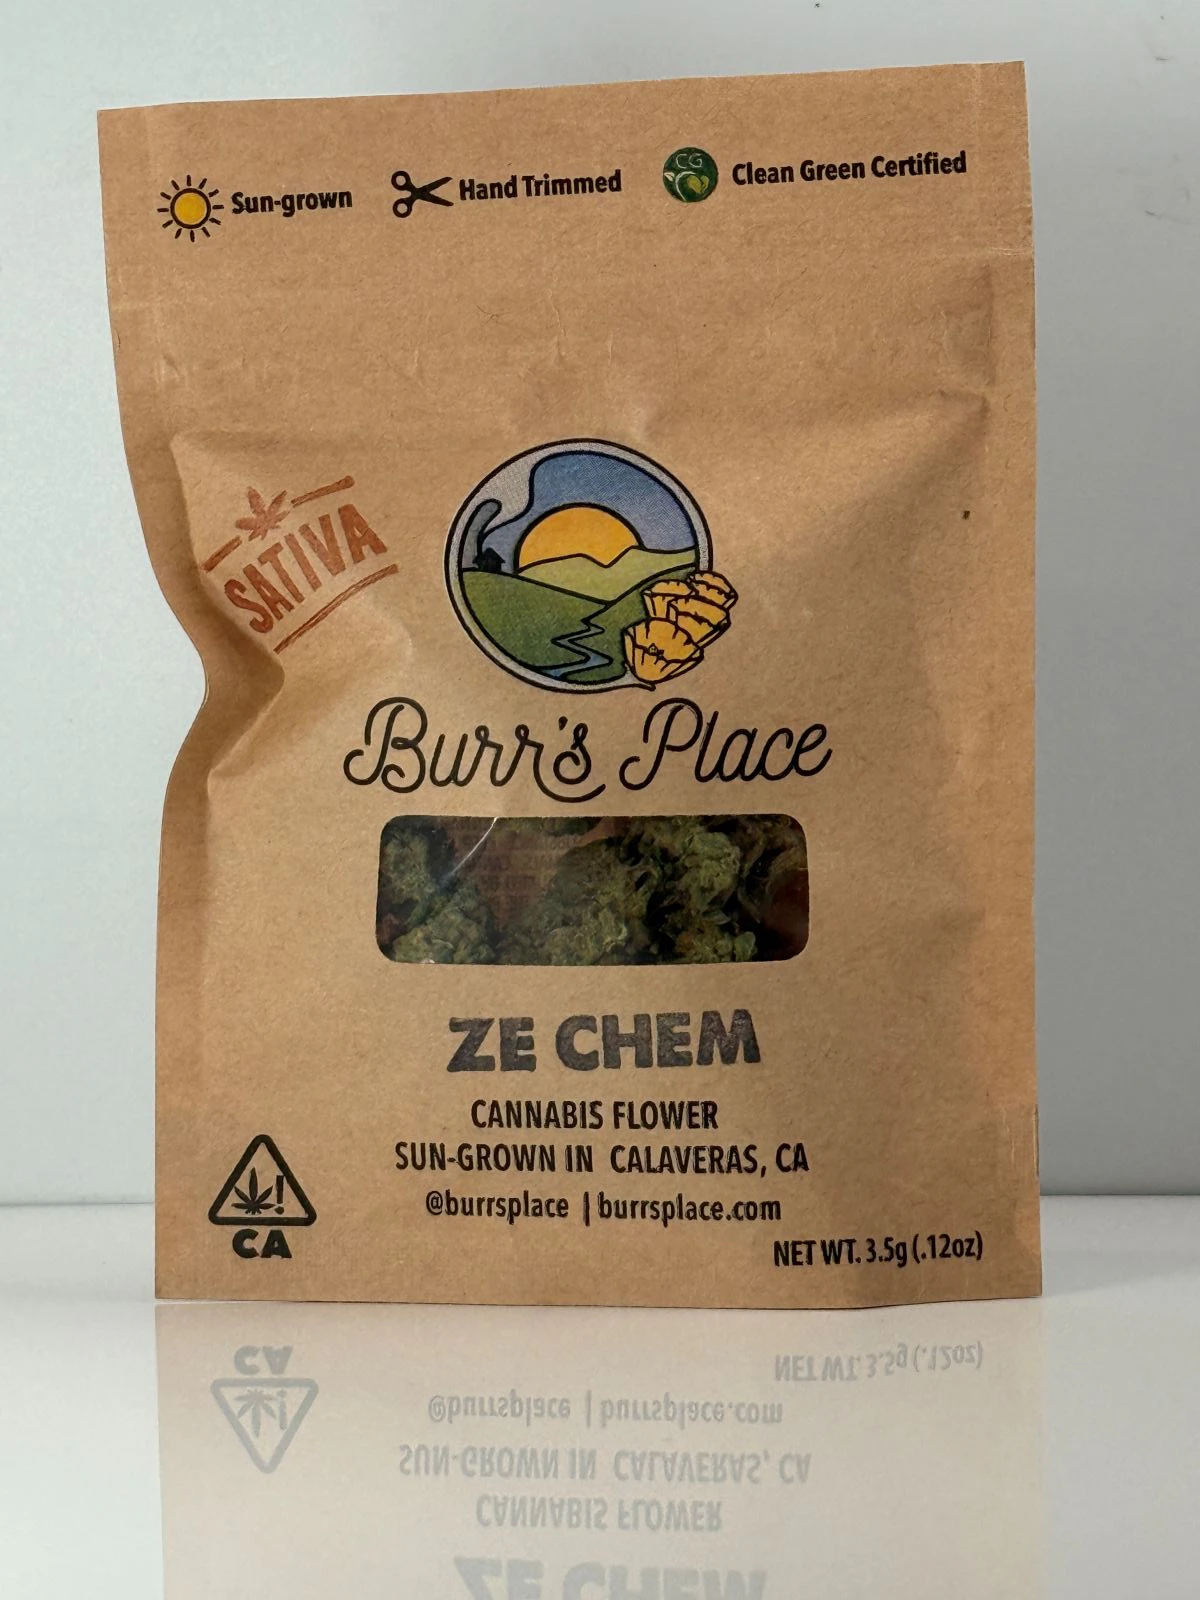 Sun-grown
Hand Trimmed
CG
Clean Green Certified
SATIVA
Burr's Place
ZE CHEM
CANNABIS FLOWER
SUN-GROWN IN CALAVERAS, CA
@burrsplace | burrsplace.com
CA
NET WT. 3.5g (.12oz)